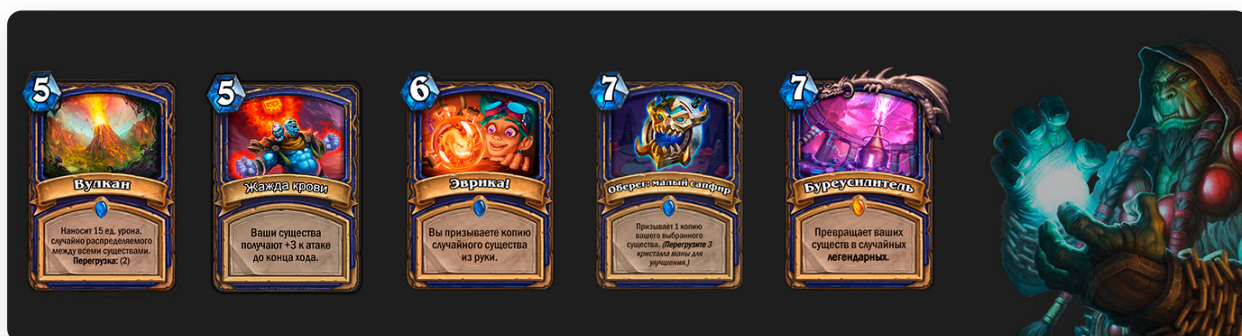 5
Вулкан
Наносит 15 ед. урона,
случайно распределяемого
между всеми существами.
Перегрузка: (2)
5
Жажда крови
Ваши существа
получают +3 к атаке
до конца хода.
6
Эврика!
Вы призываете копию
случайного существа
из руки.
7
Оберег: малый сапфир
Призывает 1 копию
вашего выбранного
существа. (Перегрузите 3
кристалла маны для
улучшения.)
7
Буреусилитель
Превращает ваших
существ в случайных
легендарных.